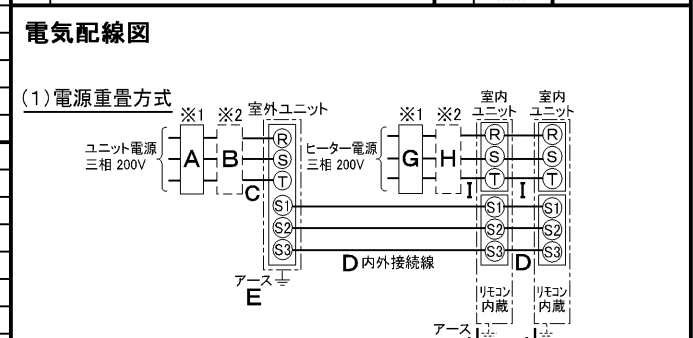 電気配線図
(1)電源重畳方式
※1 ※2 室外ユニット
ユニット電源
三相 200V
A B C
R
S
T
S1
S2
S3
アース
E
※1 ※2
ヒーター電源
三相 200V
G H
室内
ユニット
室内
ユニット
R R
S S
T T
I I
S1 S1
S2 S2
S3 S3
D 内外接続線 D
リモコン
内蔵
リモコン
内蔵
アース